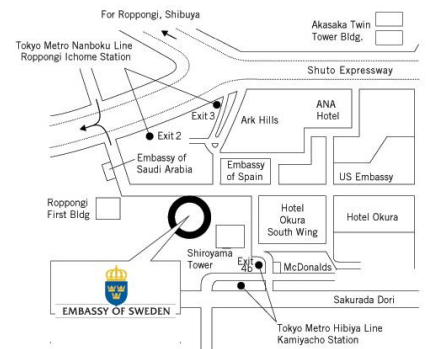 For Roppongi, Shibuya
Akasaka Twin
Tower Bldg.
Tokyo Metro Nanboku Line
Roppongi Ichome Station
Shuto Expressway
Exit 3
Ark Hills
ANA
Hotel
Exit 2
Embassy of
Saudi Arabia
Embassy
of Spain
US Embassy
Roppongi
First Bldg
Hotel
Okura
South Wing
Hotel Okura
Shiroyama
Tower
Exit
4b
McDonalds
EMBASSY OF SWEDEN
Sakurada Dori
Tokyo Metro Hibiya Line
Kamiyacho Station